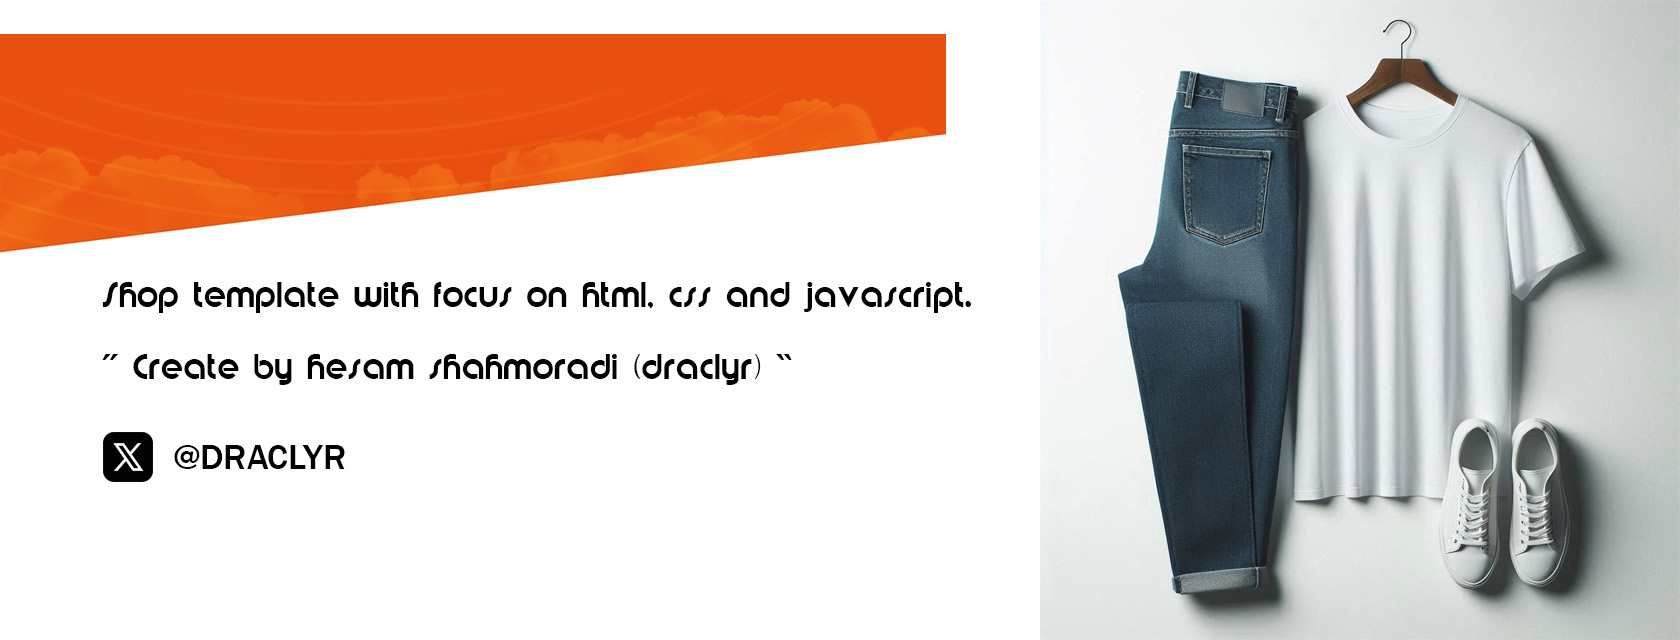 Shop template with focus on html, css and javascript.
" Create by hesam shahmoradi (draclyr) "
@DRACLYR